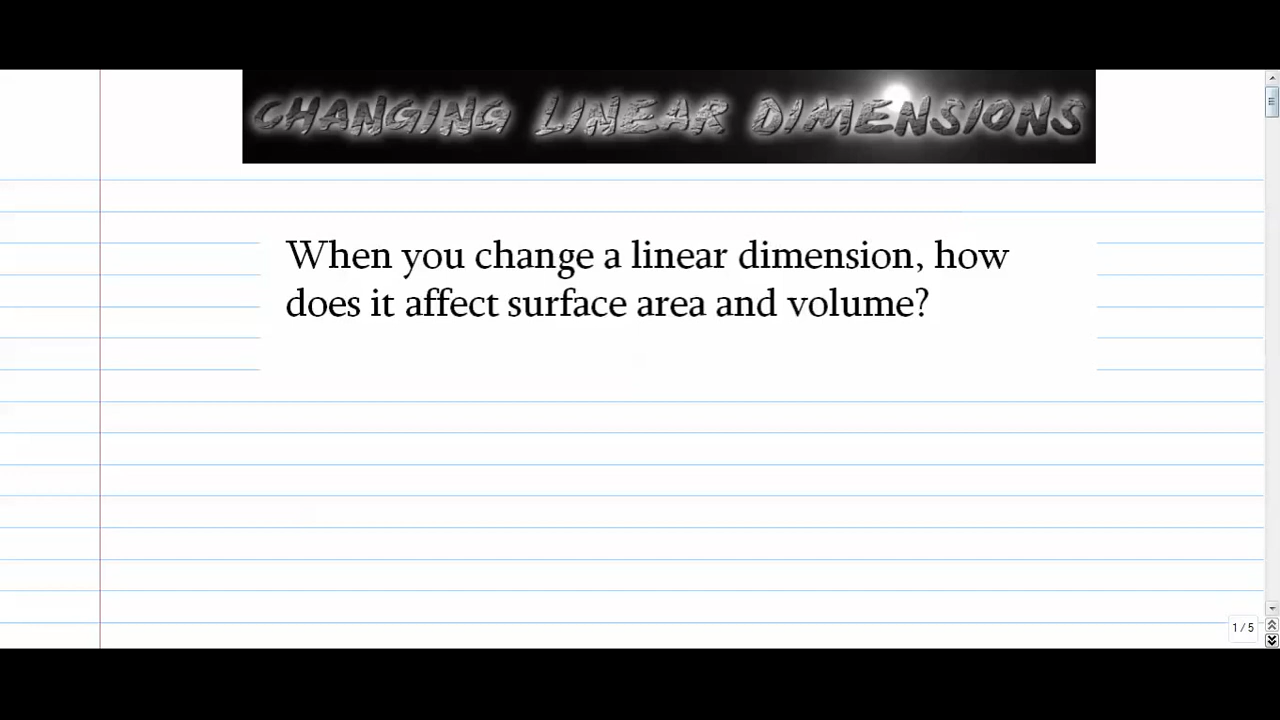 CHANGING LINEAR DIMENSIONS
When you change a linear dimension, how
does it affect surface area and volume?
1 / 5